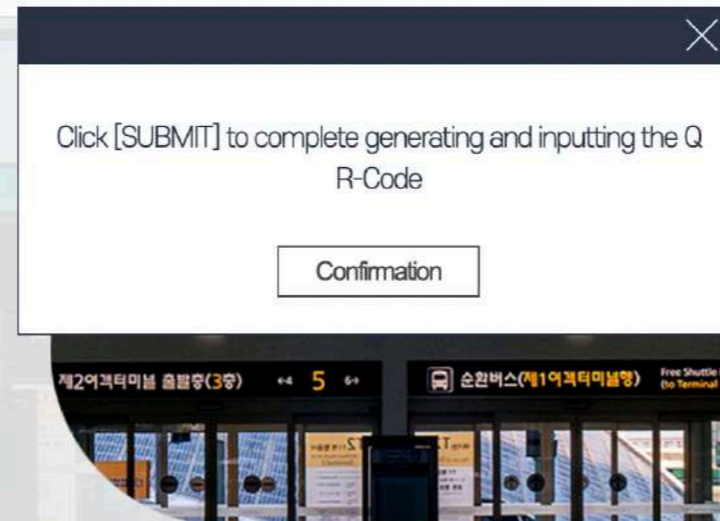 Click [SUBMIT] to complete generating and inputting the Q
R-Code
Confirmation
제2여객터미널 출발층(3층) ←4 5 6→
순환버스(제1여객터미널행) Free Shuttle
(to Terminal